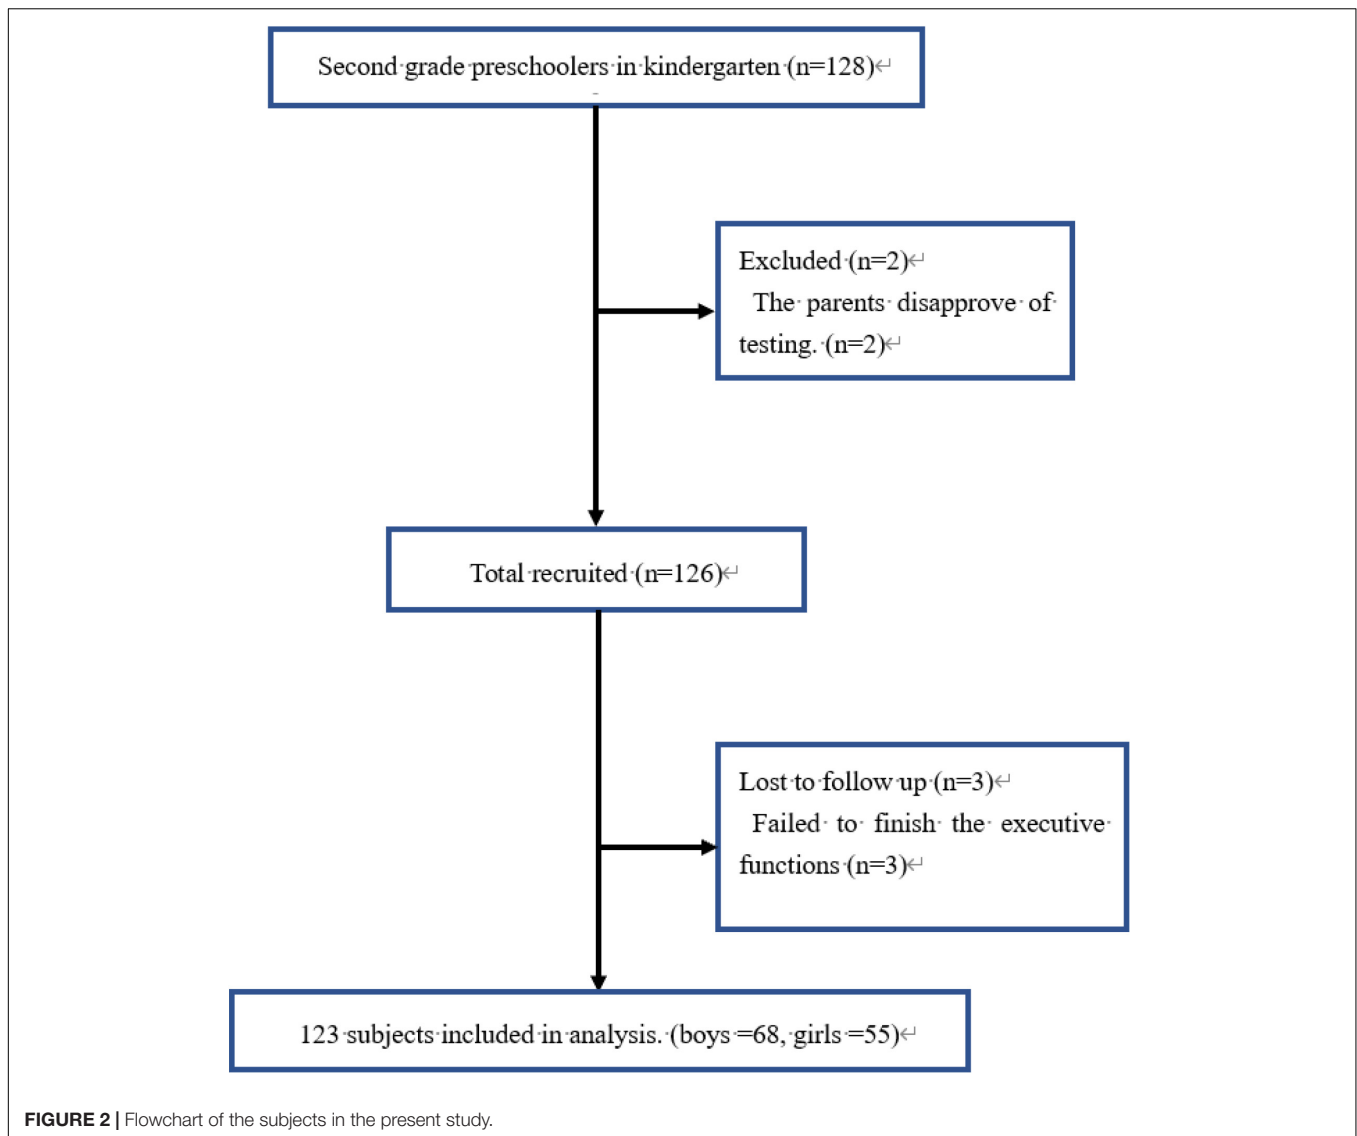 Second grade preschoolers in kindergarten (n=128)
Excluded (n=2)
The parents disapprove of
testing. (n=2)
Total recruited (n=126)
Lost to follow up (n=3)
Failed to finish the executive
functions (n=3)
123 subjects included in analysis. (boys =68, girls =55)
FIGURE 2 | Flowchart of the subjects in the present study.